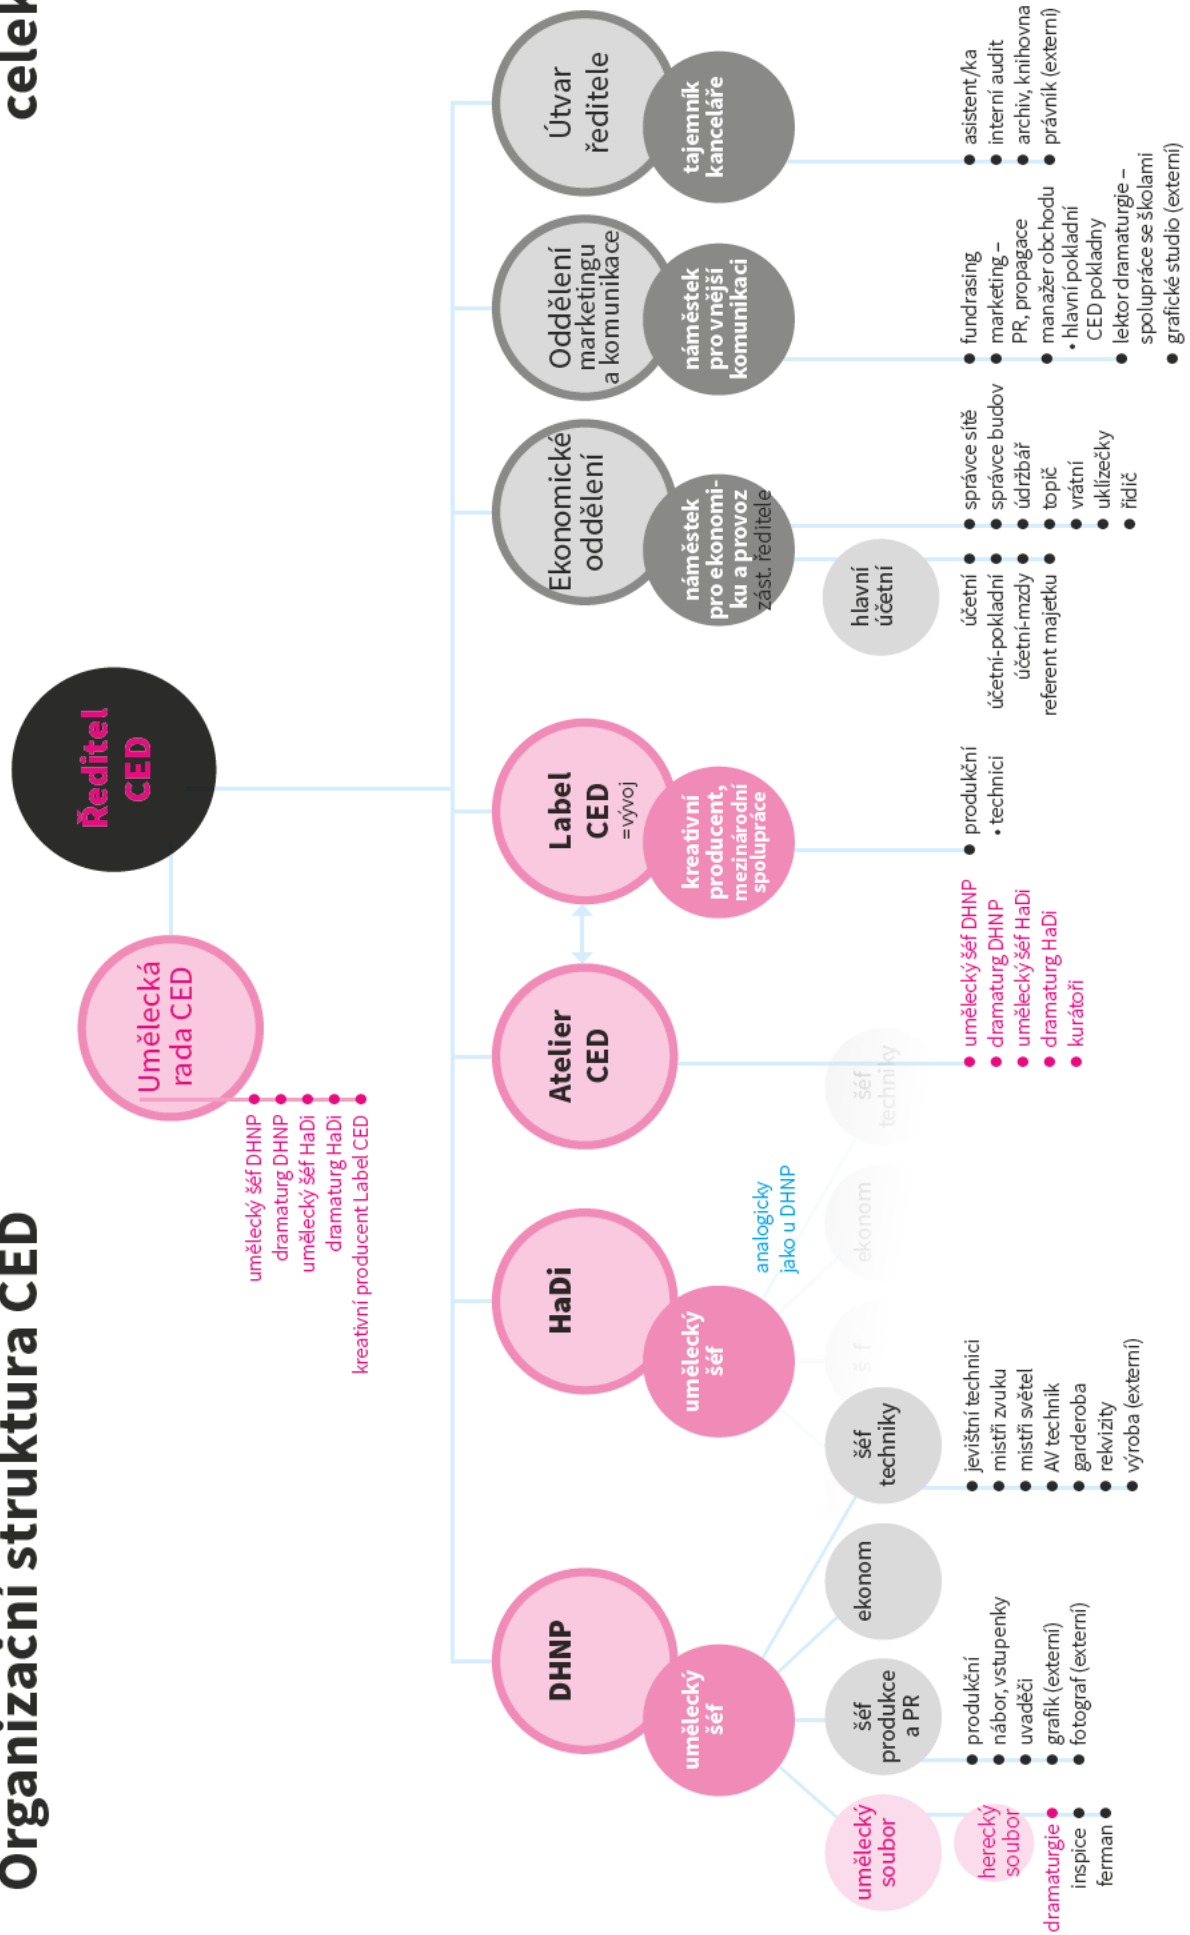 Organizační struktura CED
celek
Ředitel
CED
Umělecká
rada CED
umělecký šéf DHNP
dramaturg DHNP
umělecký šéf HaDi
dramaturg HaDi
kreativní producent Label CED
DHNP
umělecký
šéf
umělecký
soubor
herecký
soubor
dramaturgie
inspice
ferman
šéf
produkce
a PR
produkční
nábor, vstupenky
uvaděči
grafik (externí)
fotograf (externí)
ekonom
šéf
techniky
jevištní technici
mistři zvuku
mistři světel
AV technik
garderoba
rekvizity
výroba (externí)
HaDi
umělecký
šéf
analogicky
jako u DHNP
ekonom
šéf
techniky
Atelier
CED
umělecký šéf DHNP
dramaturg DHNP
umělecký šéf HaDi
dramaturg HaDi
kurátoři
Label
CED
=vývoj
kreativní
producent,
mezinárodní
spolupráce
produkční
• technici
Ekonomické
oddělení
náměstek
pro ekonomi-
ku a provoz
zást. ředitele
hlavní
účetní
účetní
účetní-pokladní
účetní-mzdy
referent majetku
správce sítě
správce budov
údržbář
topič
vrátní
uklízečky
řidič
Oddělení
marketingu
a komunikace
náměstek
pro vnější
komunikaci
fundrasing
marketing –
PR, propagace
manažer obchodu
• hlavní pokladní
CED pokladny
lektor dramaturgie –
spolupráce se školami
grafické studio (externí)
Útvar
ředitele
tajemník
kanceláře
asistent/ka
interní audit
archiv, knihovna
právník (externí)